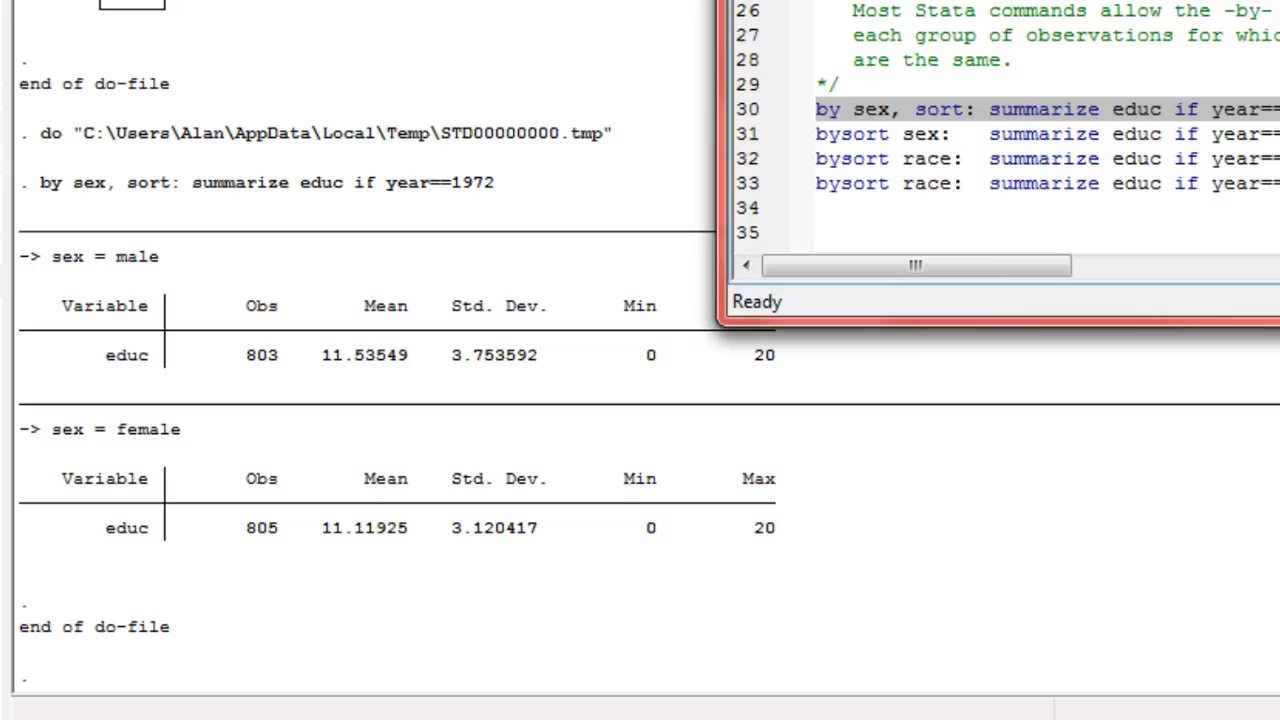 .
end of do-file
. do "C:\Users\Alan\AppData\Local\Temp\STD00000000.tmp"
. by sex, sort: summarize educ if year==1972
-> sex = male
Variable Obs Mean Std. Dev. Min
educ 803 11.53549 3.753592 0 20
-> sex = female
Variable Obs Mean Std. Dev. Min Max
educ 805 11.11925 3.120417 0 20
.
end of do-file
.
26 Most Stata commands allow the -by-
27 each group of observations for whic
28 are the same.
29 */
30 by sex, sort: summarize educ if year==
31 bysort sex: summarize educ if year==
32 bysort race: summarize educ if year==
33 bysort race: summarize educ if year==
34
35
Ready